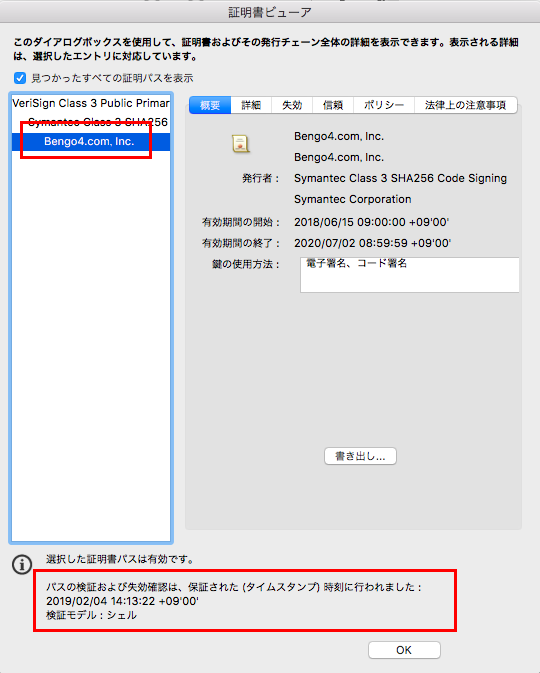 証明書ビューア
このダイアログボックスを使用して、証明書およびその発行チェーン全体の詳細を表示できます。表示される詳細
は、選択したエントリに対応しています。
見つかったすべての証明パスを表示
VeriSign Class 3 Public Primar
Symantec Class 3 SHA256
Bengo4.com, Inc.
概要 詳細 失効 信頼 ポリシー 法律上の注意事項
Bengo4.com, Inc.
Bengo4.com, Inc.
発行者： Symantec Class 3 SHA256 Code Signing
Symantec Corporation
有効期間の開始： 2018/06/15 09:00:00 +09'00'
有効期間の終了： 2020/07/02 08:59:59 +09'00'
鍵の使用方法： 電子署名、コード署名
書き出し...
選択した証明書パスは有効です。
パスの検証および失効確認は、保証された (タイムスタンプ) 時刻に行われました：
2019/02/04 14:13:22 +09'00'
検証モデル：シェル
OK